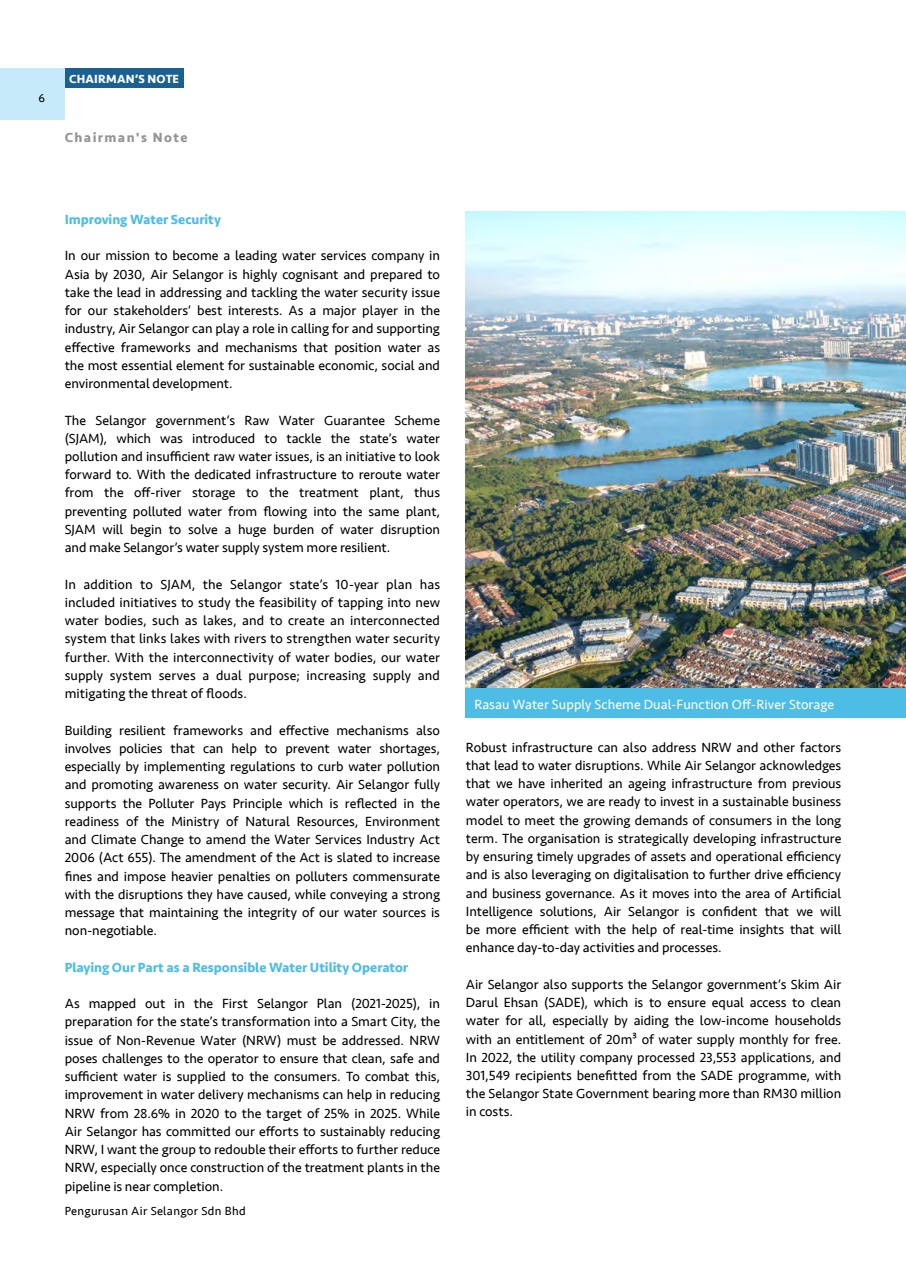 CHAIRMAN'S NOTE
6
Chairman's Note
Improving Water Security
In our mission to become a leading water services company in
Asia by 2030, Air Selangor is highly cognisant and prepared to
take the lead in addressing and tackling the water security issue
for our stakeholders' best interests. As a major player in the
industry, Air Selangor can play a role in calling for and supporting
effective frameworks and mechanisms that position water as
the most essential element for sustainable economic, social and
environmental development.
The Selangor government's Raw Water Guarantee Scheme
(SJAM), which was introduced to tackle the state's water
pollution and insufficient raw water issues, is an initiative to look
forward to. With the dedicated infrastructure to reroute water
from the off-river storage to the treatment plant, thus
preventing polluted water from flowing into the same plant,
SJAM will begin to solve a huge burden of water disruption
and make Selangor's water supply system more resilient.
In addition to SJAM, the Selangor state's 10-year plan has
included initiatives to study the feasibility of tapping into new
water bodies, such as lakes, and to create an interconnected
system that links lakes with rivers to strengthen water security
further. With the interconnectivity of water bodies, our water
supply system serves a dual purpose; increasing supply and
mitigating the threat of floods.
Building resilient frameworks and effective mechanisms also
involves policies that can help to prevent water shortages,
especially by implementing regulations to curb water pollution
and promoting awareness on water security. Air Selangor fully
supports the Polluter Pays Principle which is reflected in the
readiness of the Ministry of Natural Resources, Environment
and Climate Change to amend the Water Services Industry Act
2006 (Act 655). The amendment of the Act is slated to increase
fines and impose heavier penalties on polluters commensurate
with the disruptions they have caused, while conveying a strong
message that maintaining the integrity of our water sources is
non-negotiable.
Playing Our Part as a Responsible Water Utility Operator
As mapped out in the First Selangor Plan (2021-2025), in
preparation for the state's transformation into a Smart City, the
issue of Non-Revenue Water (NRW) must be addressed. NRW
poses challenges to the operator to ensure that clean, safe and
sufficient water is supplied to the consumers. To combat this,
improvement in water delivery mechanisms can help in reducing
NRW from 28.6% in 2020 to the target of 25% in 2025. While
Air Selangor has committed our efforts to sustainably reducing
NRW, I want the group to redouble their efforts to further reduce
NRW, especially once construction of the treatment plants in the
pipeline is near completion.
Rasau Water Supply Scheme Dual-Function Off-River Storage
Robust infrastructure can also address NRW and other factors
that lead to water disruptions. While Air Selangor acknowledges
that we have inherited an ageing infrastructure from previous
water operators, we are ready to invest in a sustainable business
model to meet the growing demands of consumers in the long
term. The organisation is strategically developing infrastructure
by ensuring timely upgrades of assets and operational efficiency
and is also leveraging on digitalisation to further drive efficiency
and business governance. As it moves into the area of Artificial
Intelligence solutions, Air Selangor is confident that we will
be more efficient with the help of real-time insights that will
enhance day-to-day activities and processes.
Air Selangor also supports the Selangor government's Skim Air
Darul Ehsan (SADE), which is to ensure equal access to clean
water for all, especially by aiding the low-income households
with an entitlement of 20m³ of water supply monthly for free.
In 2022, the utility company processed 23,553 applications, and
301,549 recipients benefitted from the SADE programme, with
the Selangor State Government bearing more than RM30 million
in costs.
Pengurusan Air Selangor Sdn Bhd